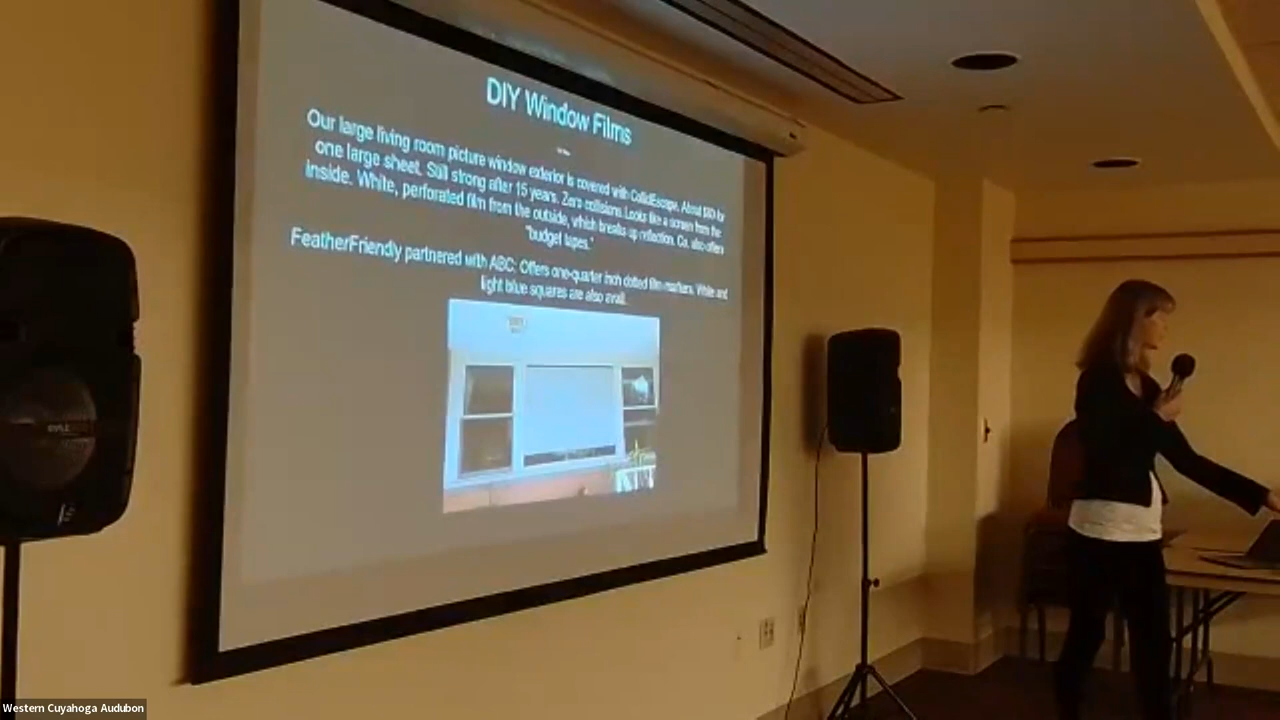 DIY Window Films
Our large living room picture window exterior is covered with CollidEscape. About $80 for
one large sheet. Still strong after 15 years. Zero collisions. Looks like a screen from the
inside. White, perforated film from the outside, which breaks up reflection. Co. also offers
"budget tapes."
FeatherFriendly partnered with ABC: Offers one-quarter inch dotted film markers. White and
light blue squares are also avail.
Western Cuyahoga Audubon